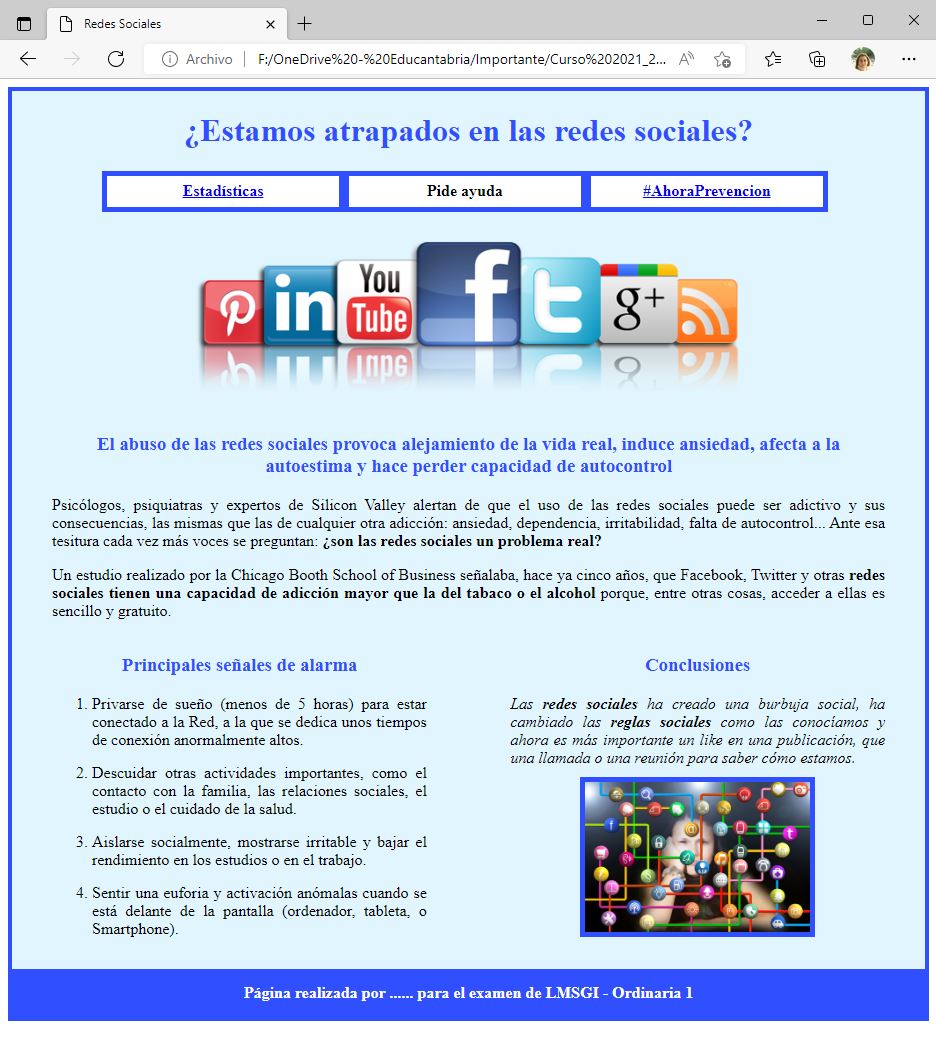 Redes Sociales
Archivo
F:/OneDrive%20-%20Educantabria/Importante/Curso%202021_2...
¿Estamos atrapados en las redes sociales?
Estadísticas
Pide ayuda
#AhoraPrevencion
in
You
Tube
f
t
g+
El abuso de las redes sociales provoca alejamiento de la vida real, induce ansiedad, afecta a la
autoestima y hace perder capacidad de autocontrol
Psicólogos, psiquiatras y expertos de Silicon Valley alertan de que el uso de las redes sociales puede ser adictivo y sus
consecuencias, las mismas que las de cualquier otra adicción: ansiedad, dependencia, irritabilidad, falta de autocontrol... Ante esa
tesitura cada vez más voces se preguntan: ¿son las redes sociales un problema real?
Un estudio realizado por la Chicago Booth School of Business señalaba, hace ya cinco años, que Facebook, Twitter y otras redes
sociales tienen una capacidad de adicción mayor que la del tabaco o el alcohol porque, entre otras cosas, acceder a ellas es
sencillo y gratuito.
Principales señales de alarma
1. Privarse de sueño (menos de 5 horas) para estar
conectado a la Red, a la que se dedica unos tiempos
de conexión anormalmente altos.
2. Descuidar otras actividades importantes, como el
contacto con la familia, las relaciones sociales, el
estudio o el cuidado de la salud.
3. Aislarse socialmente, mostrarse irritable y bajar el
rendimiento en los estudios o en el trabajo.
4. Sentir una euforia y activación anómalas cuando se
está delante de la pantalla (ordenador, tableta, o
Smartphone).
Conclusiones
Las redes sociales ha creado una burbuja social, ha
cambiado las reglas sociales como las conocíamos y
ahora es más importante un like en una publicación, que
una llamada o una reunión para saber cómo estamos.
Página realizada por ...... para el examen de LMSGI - Ordinaria 1